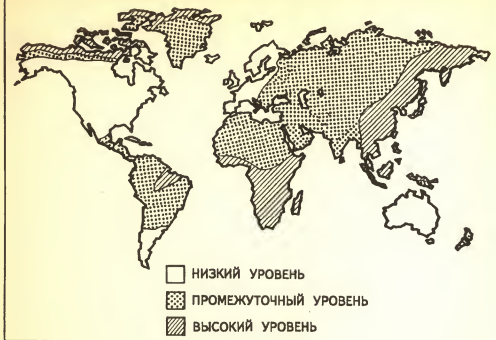 НИЗКИЙ УРОВЕНЬ
ПРОМЕЖУТОЧНЫЙ УРОВЕНЬ
ВЫСОКИЙ УРОВЕНЬ